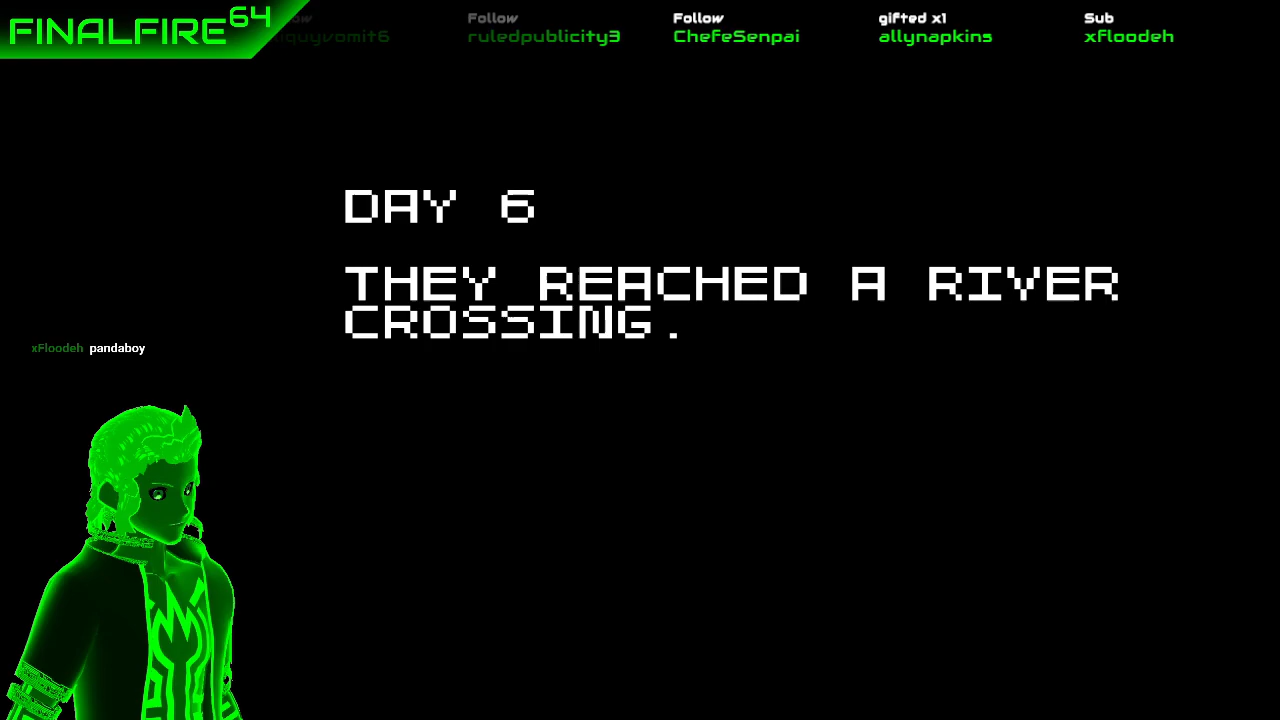 FINALFIRE64
Follow Follow gifted x1 Sub
ruledpublicity3 ChefeSenpai allynapkins xFloodeh
DAY 6
THEY REACHED A RIVER
CROSSING.
xFloodeh pandaboy